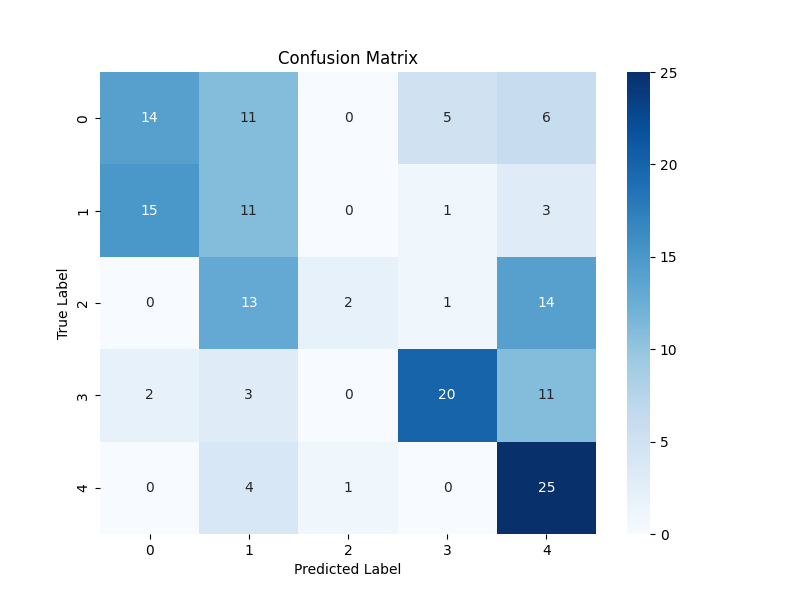 Confusion Matrix
0 14 11 0 5 6
1 15 11 0 1 3
2 0 13 2 1 14
3 2 3 0 20 11
4 0 4 1 0 25
0 1 2 3 4
True Label
Predicted Label
25
20
15
10
5
0